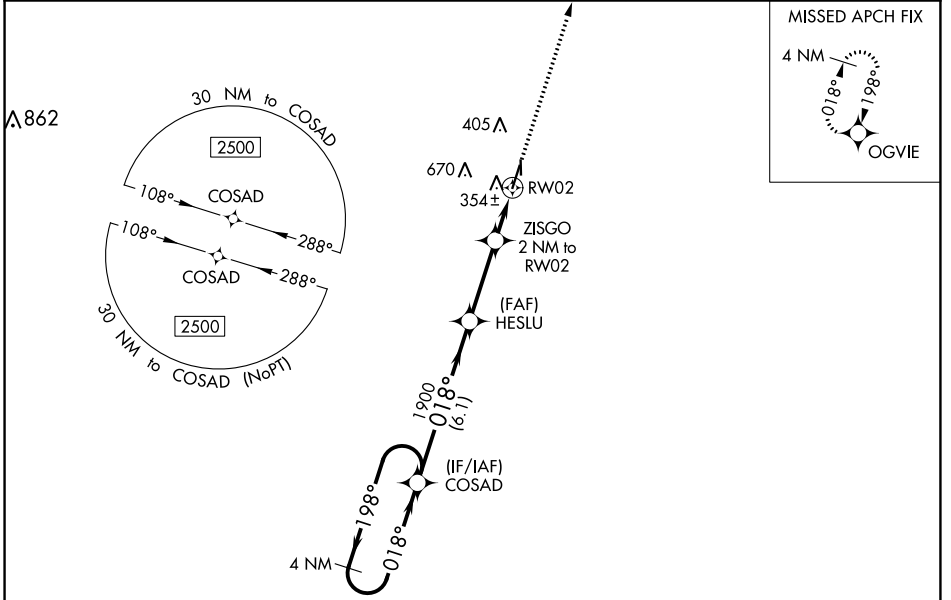 MISSED APCH FIX
4 NM
018°
198°
OGVIE
862
30 NM to COSAD
2500
108°
COSAD
288°
108°
COSAD
288°
2500
30 NM to COSAD (NoPT)
405
670
354±
RW02
ZISGO
2 NM to
RW02
(FAF)
HESLU
1900
018°
(6.1)
(IF/IAF)
COSAD
198°
018°
4 NM